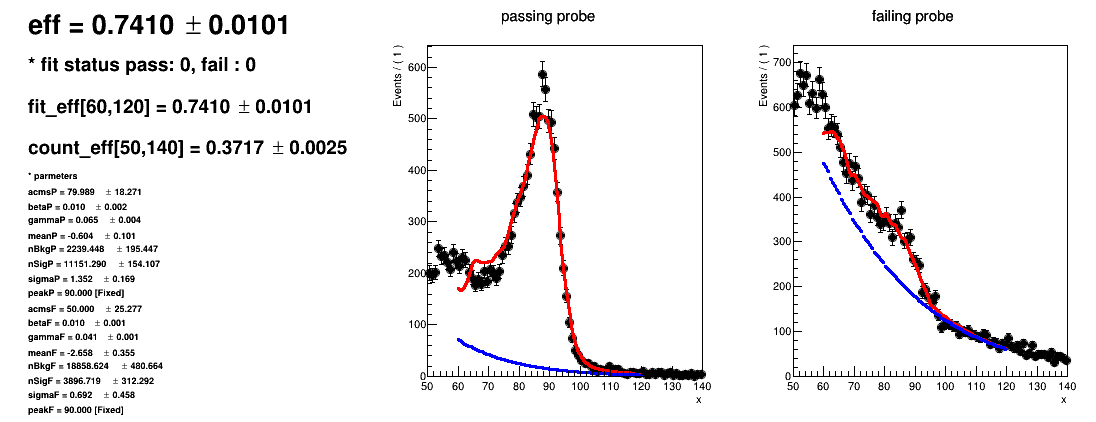 eff = 0.7410 ± 0.0101
* fit status pass: 0, fail : 0
fit_eff[60,120] = 0.7410 ± 0.0101
count_eff[50,140] = 0.3717 ± 0.0025
* parmeters
acmsP = 79.989 ± 18.271
betaP = 0.010 ± 0.002
gammaP = 0.065 ± 0.004
meanP = -0.604 ± 0.101
nBkgP = 2239.448 ± 195.447
nSigP = 11151.290 ± 154.107
sigmaP = 1.352 ± 0.169
peakP = 90.000 [Fixed]
acmsF = 50.000 ± 25.277
betaF = 0.010 ± 0.001
gammaF = 0.041 ± 0.001
meanF = -2.658 ± 0.355
nBkgF = 18858.624 ± 480.664
nSigF = 3896.719 ± 312.292
sigmaF = 0.692 ± 0.458
peakF = 90.000 [Fixed]
passing probe
Events / ( 1 )
600
500
400
300
200
100
0
50 60 70 80 90 100 110 120 130 140
x
failing probe
Events / ( 1 )
700
600
500
400
300
200
100
0
50 60 70 80 90 100 110 120 130 140
x